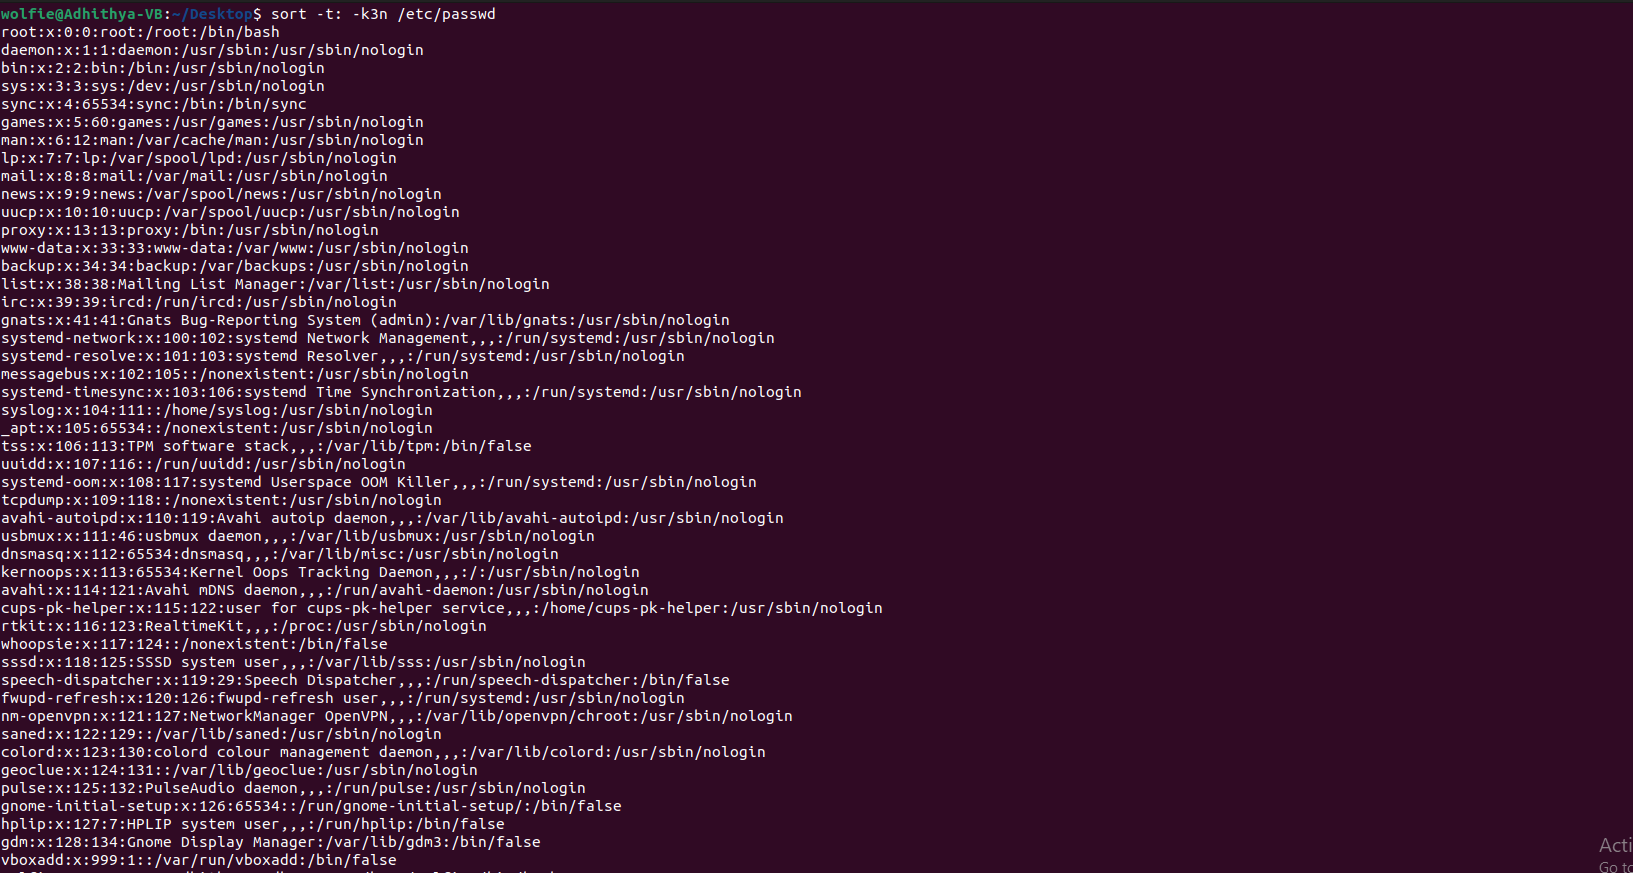 wolfie@Adhithya-VB:~/Desktop$ sort -t: -k3n /etc/passwd
root:x:0:0:root:/root:/bin/bash
daemon:x:1:1:daemon:/usr/sbin:/usr/sbin/nologin
bin:x:2:2:bin:/bin:/usr/sbin/nologin
sys:x:3:3:sys:/dev:/usr/sbin/nologin
sync:x:4:65534:sync:/bin:/bin/sync
games:x:5:60:games:/usr/games:/usr/sbin/nologin
man:x:6:12:man:/var/cache/man:/usr/sbin/nologin
lp:x:7:7:lp:/var/spool/lpd:/usr/sbin/nologin
mail:x:8:8:mail:/var/mail:/usr/sbin/nologin
news:x:9:9:news:/var/spool/news:/usr/sbin/nologin
uucp:x:10:10:uucp:/var/spool/uucp:/usr/sbin/nologin
proxy:x:13:13:proxy:/bin:/usr/sbin/nologin
www-data:x:33:33:www-data:/var/www:/usr/sbin/nologin
backup:x:34:34:backup:/var/backups:/usr/sbin/nologin
list:x:38:38:Mailing List Manager:/var/list:/usr/sbin/nologin
irc:x:39:39:ircd:/run/ircd:/usr/sbin/nologin
gnats:x:41:41:Gnats Bug-Reporting System (admin):/var/lib/gnats:/usr/sbin/nologin
systemd-network:x:100:102:systemd Network Management,,,:/run/systemd:/usr/sbin/nologin
systemd-resolve:x:101:103:systemd Resolver,,,:/run/systemd:/usr/sbin/nologin
messagebus:x:102:105::/nonexistent:/usr/sbin/nologin
systemd-timesync:x:103:106:systemd Time Synchronization,,,:/run/systemd:/usr/sbin/nologin
syslog:x:104:111::/home/syslog:/usr/sbin/nologin
_apt:x:105:65534::/nonexistent:/usr/sbin/nologin
tss:x:106:113:TPM software stack,,,:/var/lib/tpm:/bin/false
uuidd:x:107:116::/run/uuidd:/usr/sbin/nologin
systemd-oom:x:108:117:systemd Userspace OOM Killer,,,:/run/systemd:/usr/sbin/nologin
tcpdump:x:109:118::/nonexistent:/usr/sbin/nologin
avahi-autoipd:x:110:119:Avahi autoip daemon,,,:/var/lib/avahi-autoipd:/usr/sbin/nologin
usbmux:x:111:46:usbmux daemon,,,:/var/lib/usbmux:/usr/sbin/nologin
dnsmasq:x:112:65534:dnsmasq,,,:/var/lib/misc:/usr/sbin/nologin
kernoops:x:113:65534:Kernel Oops Tracking Daemon,,,:/:/usr/sbin/nologin
avahi:x:114:121:Avahi mDNS daemon,,,:/run/avahi-daemon:/usr/sbin/nologin
cups-pk-helper:x:115:122:user for cups-pk-helper service,,,:/home/cups-pk-helper:/usr/sbin/nologin
rtkit:x:116:123:RealtimeKit,,,:/proc:/usr/sbin/nologin
whoopsie:x:117:124::/nonexistent:/bin/false
sssd:x:118:125:SSSD system user,,,:/var/lib/sss:/usr/sbin/nologin
speech-dispatcher:x:119:29:Speech Dispatcher,,,:/run/speech-dispatcher:/bin/false
fwupd-refresh:x:120:126:fwupd-refresh user,,,:/run/systemd:/usr/sbin/nologin
nm-openvpn:x:121:127:NetworkManager OpenVPN,,,:/var/lib/openvpn/chroot:/usr/sbin/nologin
saned:x:122:129::/var/lib/saned:/usr/sbin/nologin
colord:x:123:130:colord colour management daemon,,,:/var/lib/colord:/usr/sbin/nologin
geoclue:x:124:131::/var/lib/geoclue:/usr/sbin/nologin
pulse:x:125:132:PulseAudio daemon,,,:/run/pulse:/usr/sbin/nologin
gnome-initial-setup:x:126:65534::/run/gnome-initial-setup/:/bin/false
hplip:x:127:7:HPLIP system user,,,:/run/hplip:/bin/false
gdm:x:128:134:Gnome Display Manager:/var/lib/gdm3:/bin/false
vboxadd:x:999:1::/var/run/vboxadd:/bin/false
Acti
Go to